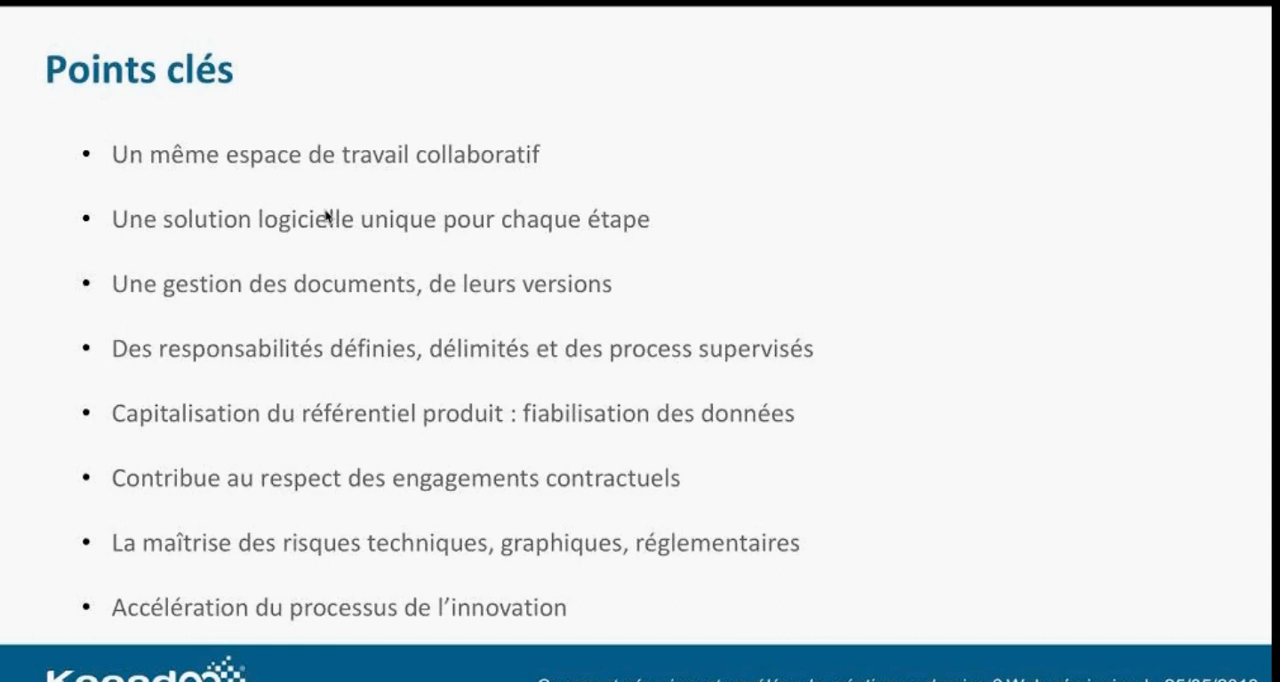 Points clés
• Un même espace de travail collaboratif
• Une solution logicielle unique pour chaque étape
• Une gestion des documents, de leurs versions
• Des responsabilités définies, délimités et des process supervisés
• Capitalisation du référentiel produit : fiabilisation des données
• Contribue au respect des engagements contractuels
• La maîtrise des risques techniques, graphiques, réglementaires
• Accélération du processus de l’innovation